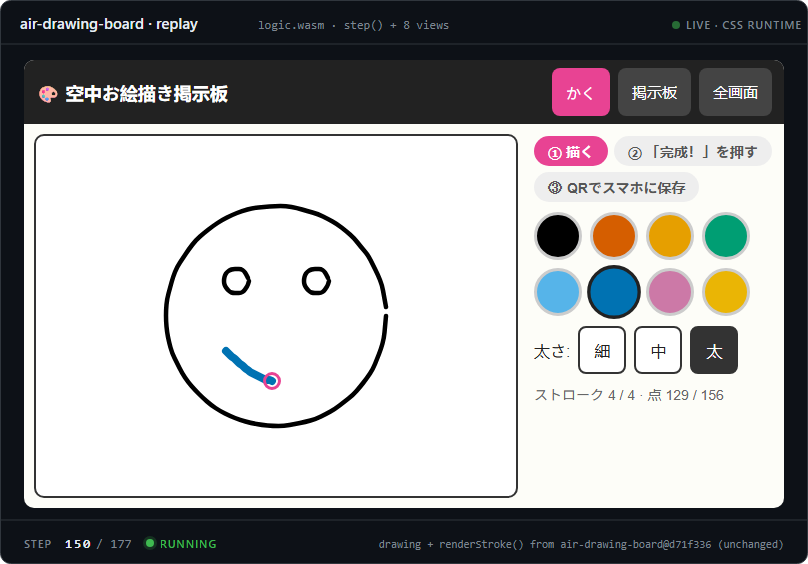 air-drawing-board · replay
logic.wasm · step() + 8 views
LIVE · CSS RUNTIME
空中お絵描き掲示板
かく
掲示板
全画面
① 描く
② 「完成！」を押す
③ QRでスマホに保存
太さ:
細
中
太
ストローク 4 / 4 · 点 129 / 156
STEP 150 / 177 RUNNING
drawing + renderStroke() from air-drawing-board@d71f336 (unchanged)